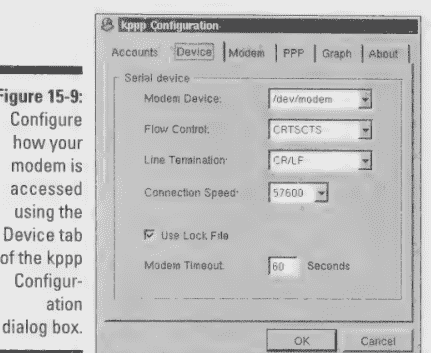 kppp Configuration
Accounts Device Modem PPP Graph About
Serial device
Modem Device: /dev/modem
Flow Control: CRTSCTS
Line Termination: CR/LF
Connection Speed: 57600
Use Lock File
Modem Timeout: 60 Seconds
OK Cancel
Figure 15-9:
Configure
how your
modem is
accessed
using the
Device tab
of the kppp
Configur-
ation
dialog box.